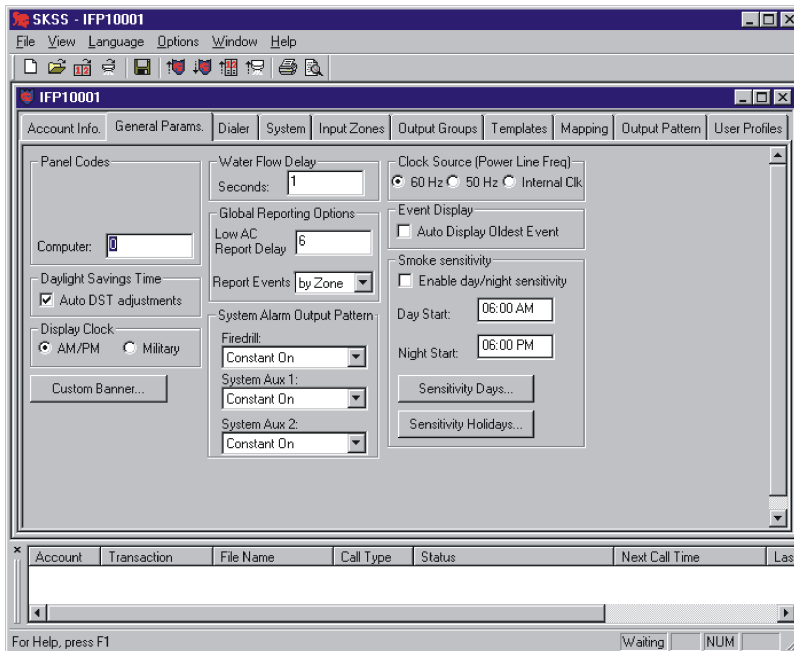 SKSS - IFP10001
File View Language Options Window Help
IFP10001
Account Info. General Params. Dialer System Input Zones Output Groups Templates Mapping Output Pattern User Profiles
Panel Codes
Computer: 0
Daylight Savings Time
Auto DST adjustments
Display Clock
AM/PM Military
Custom Banner...
Water Flow Delay
Seconds: 1
Global Reporting Options
Low AC
Report Delay 6
Report Events by Zone
System Alarm Output Pattern
Firedrill:
Constant On
System Aux 1:
Constant On
System Aux 2:
Constant On
Clock Source (Power Line Freq)
60 Hz 50 Hz Internal Clk
Event Display
Auto Display Oldest Event
Smoke sensitivity
Enable day/night sensitivity
Day Start: 06:00 AM
Night Start: 06:00 PM
Sensitivity Days...
Sensitivity Holidays...
Account Transaction File Name Call Type Status Next Call Time Las
For Help, press F1 Waiting NUM